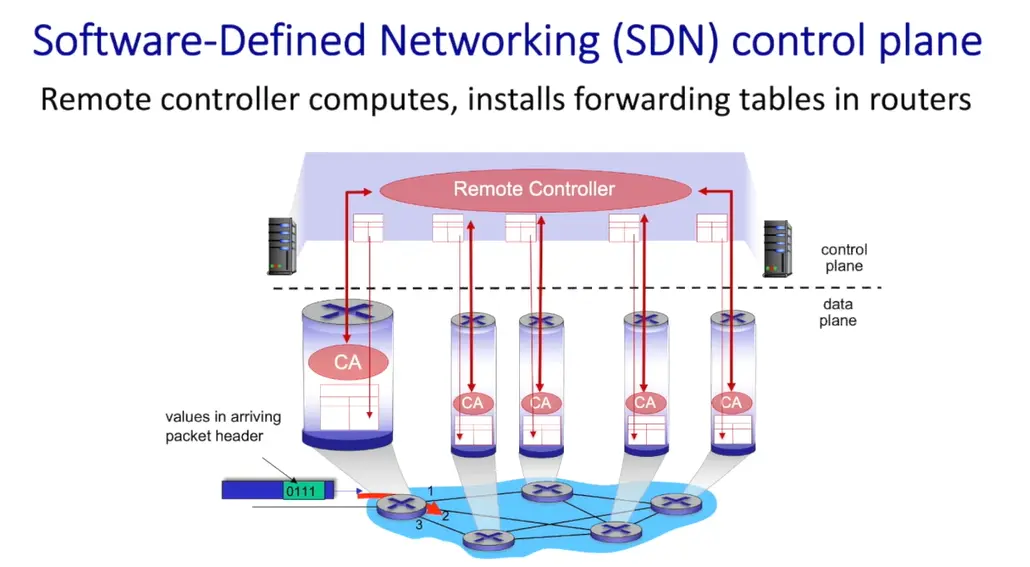 Software-Defined Networking (SDN) control plane
Remote controller computes, installs forwarding tables in routers
Remote Controller
control
plane
data
plane
CA
CA
CA
CA
CA
values in arriving
packet header
0111
1
2
3